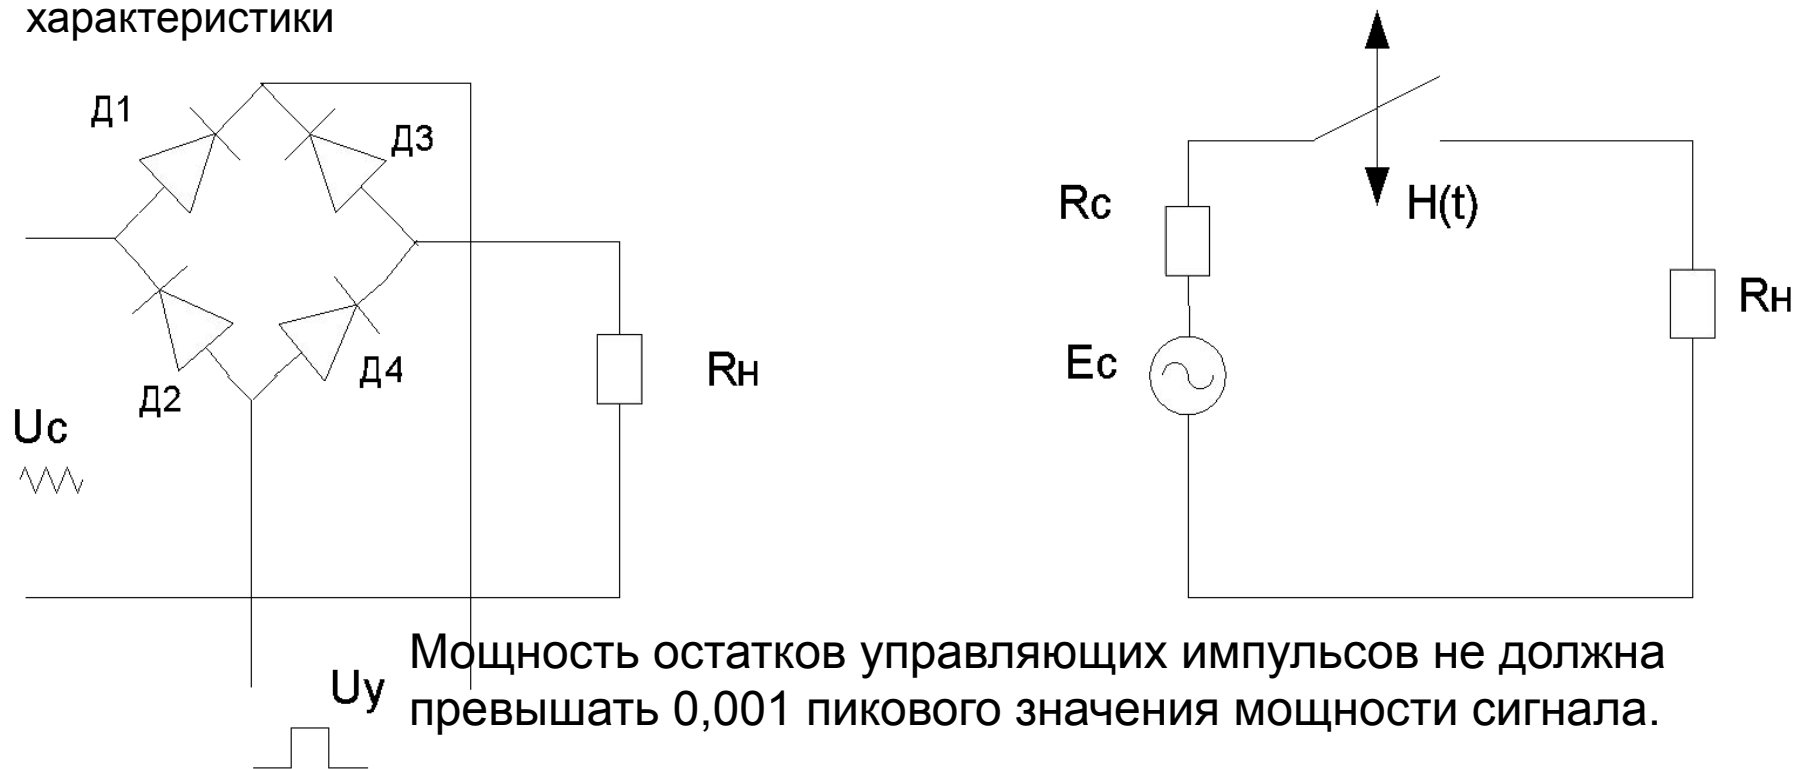 характеристики
Д1
Д3
Rc
H(t)
Rн
Ec
Rн
Д4
Д2
Uc
Uy
Мощность остатков управляющих импульсов не должна
превышать 0,001 пикового значения мощности сигнала.